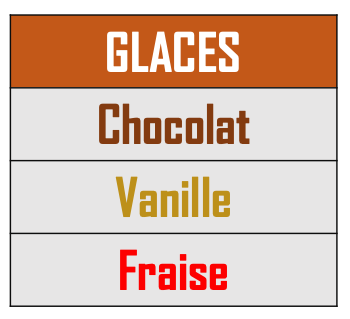 GLACES
Chocolat
Vanille
Fraise